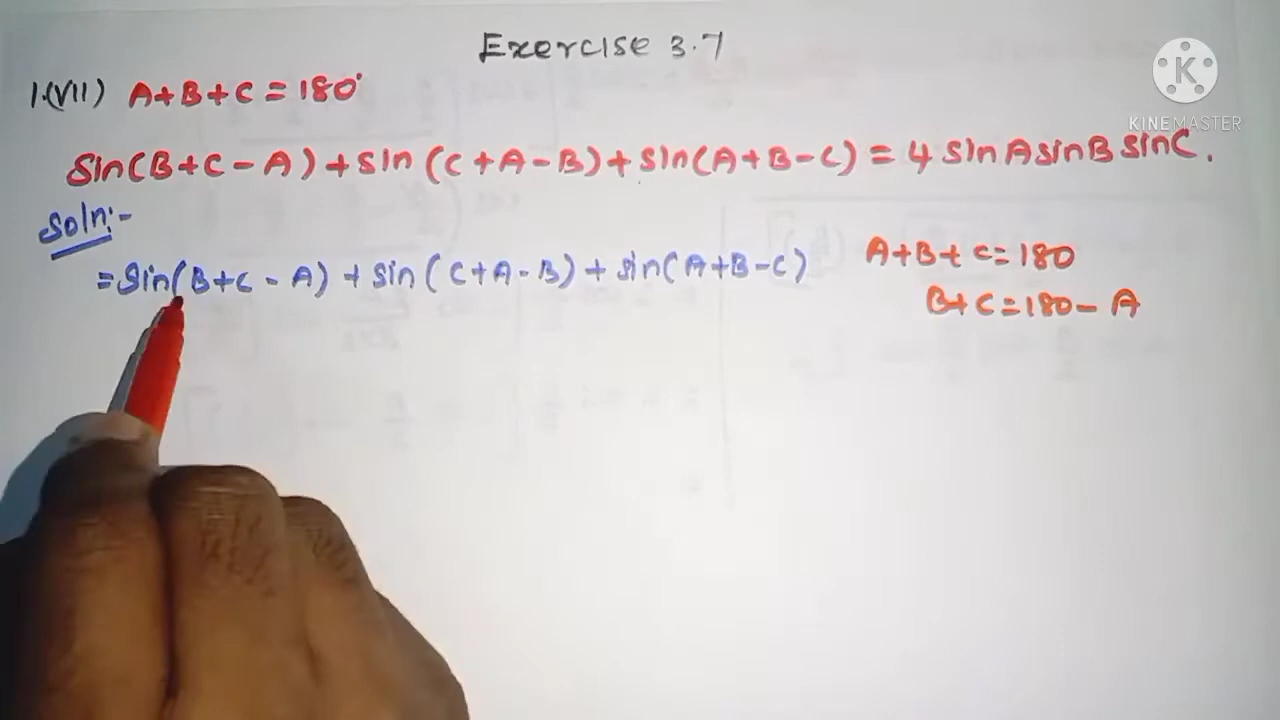 Exercise 3.7
K
KINEMASTER
1.(VII) A+B+C = 180°
Sin(B+C-A)+sin(C+A-B)+sin(A+B-C) = 4 sinA sinB sinC.
Soln:-
= sin(B+C-A)+sin(C+A-B)+sin(A+B-C)
A+B+C=180
B+C=180-A